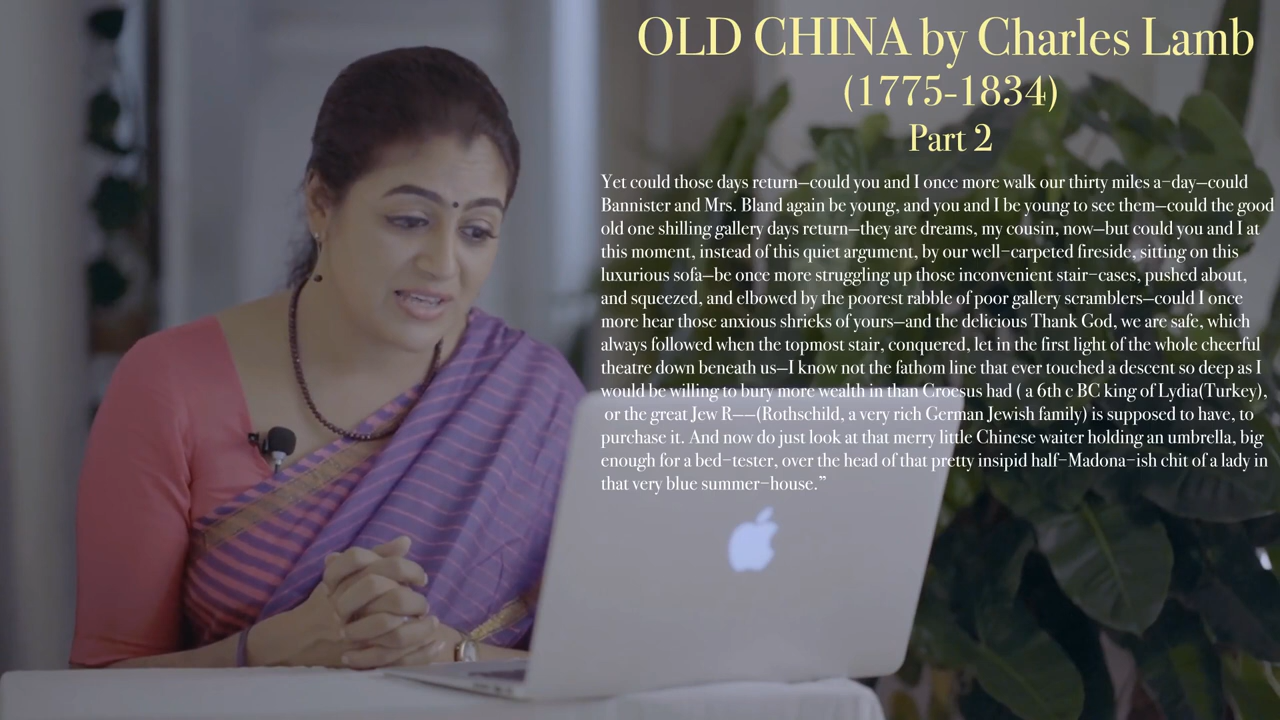 OLD CHINA by Charles Lamb
(1775-1834)
Part 2
Yet could those days return—could you and I once more walk our thirty miles a-day—could
Bannister and Mrs. Bland again be young, and you and I be young to see them—could the good
old one shilling gallery days return—they are dreams, my cousin, now—but could you and I at
this moment, instead of this quiet argument, by our well-carpeted fireside, sitting on this
luxurious sofa—be once more struggling up those inconvenient stair-cases, pushed about,
and squeezed, and elbowed by the poorest rabble of poor gallery scramblers—could I once
more hear those anxious shricks of yours—and the delicious Thank God, we are safe, which
always followed when the topmost stair, conquered, let in the first light of the whole cheerful
theatre down beneath us—I know not the fathom line that ever touched a descent so deep as I
would be willing to bury more wealth in than Croesus had ( a 6th c BC king of Lydia(Turkey),
or the great Jew R——(Rothschild, a very rich German Jewish family) is supposed to have, to
purchase it. And now do just look at that merry little Chinese waiter holding an umbrella, big
enough for a bed-tester, over the head of that pretty insipid half-Madona-ish chit of a lady in
that very blue summer-house.”